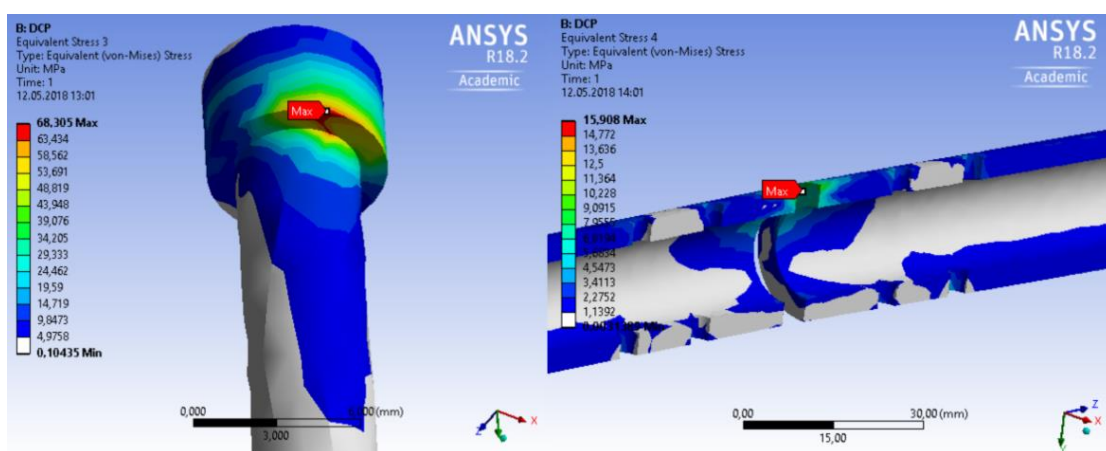 B: DCP
Equivalent Stress 3
Type: Equivalent (von-Mises) Stress
Unit: MPa
Time: 1
12.05.2018 13:01
68,305 Max
63,434
58,562
53,691
48,819
43,948
39,076
34,205
29,333
24,462
19,59
14,719
9,8473
4,9758
0,10435 Min
Max
ANSYS
R18.2
Academic
0,000
(mm)
3,000
Z
X
B: DCP
Equivalent Stress 4
Type: Equivalent (von-Mises) Stress
Unit: MPa
Time: 1
12.05.2018 14:01
15,908 Max
14,772
13,636
12,5
11,364
10,228
9,0915
7,9555
4,5473
3,4113
2,2752
1,1392
Max
ANSYS
R18.2
Academic
0,00
30,00 (mm)
15,00
Z
X
Y